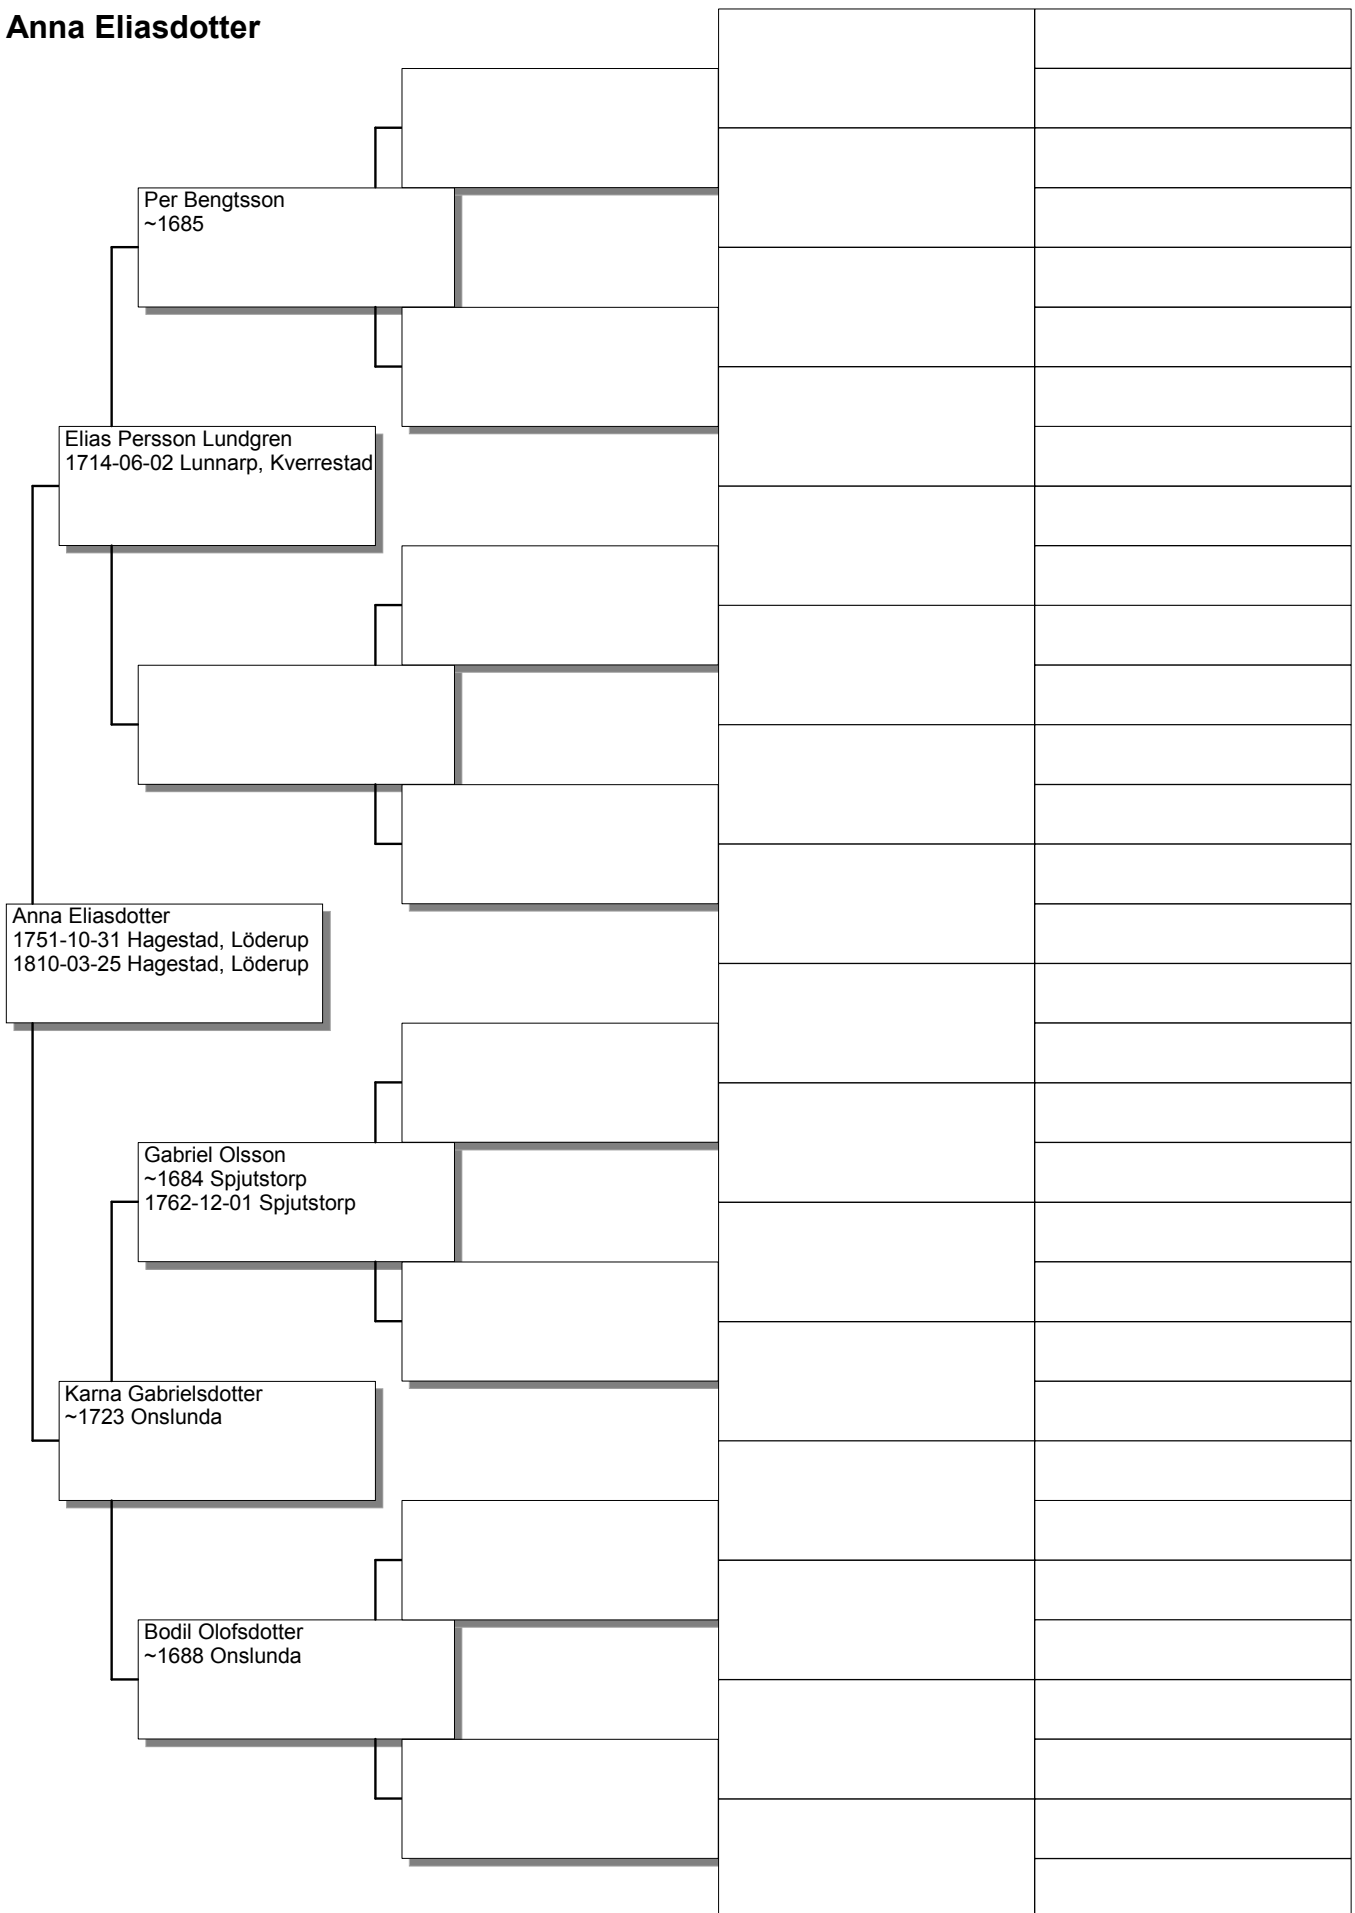 Anna Eliasdotter
Per Bengtsson
~1685
Elias Persson Lundgren
1714-06-02 Lunnarp, Kverrestad
Anna Eliasdotter
1751-10-31 Hagestad, Löderup
1810-03-25 Hagestad, Löderup
Gabriel Olsson
~1684 Spjutstorp
1762-12-01 Spjutstorp
Karna Gabrielsdotter
~1723 Onslunda
Bodil Olofsdotter
~1688 Onslunda